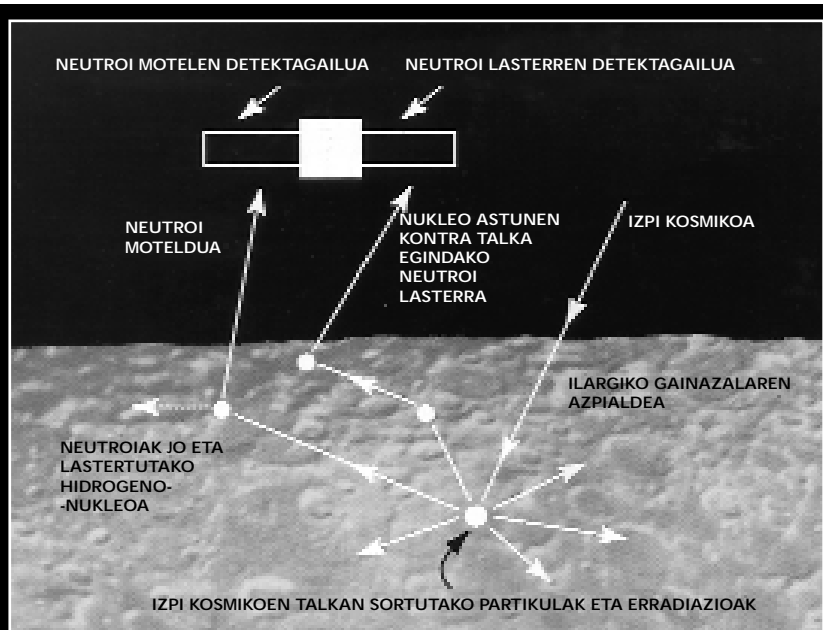 NEUTROI MOTELEN DETEKTAGAILUA
NEUTROI LASTERREN DETEKTAGAILUA
NEUTROI
MOTELDUA
NUKLEO ASTUNEN
KONTRA TALKA
EGINDAKO
NEUTROI
LASTERRA
IZPI KOSMIKOA
ILARGIKO GAINAZALAREN
AZPIALDEA
NEUTROIAK JO ETA
LASTERTUTAKO
HIDROGENO-
-NUKLEOA
IZPI KOSMIKOEN TALKAN SORTUTAKO PARTIKULAK ETA ERRADIAZIOAK